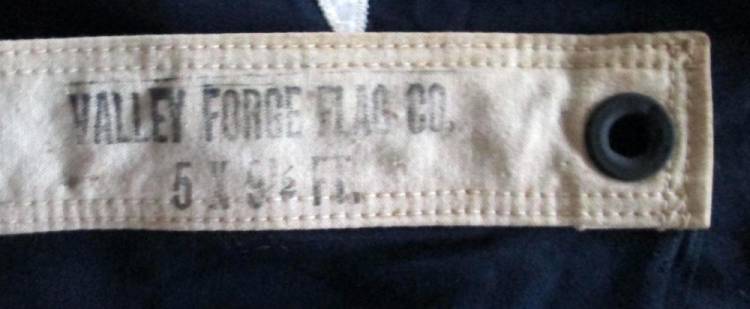 VALLEY FORGE FLAG CO.
5 X 9½ FT.